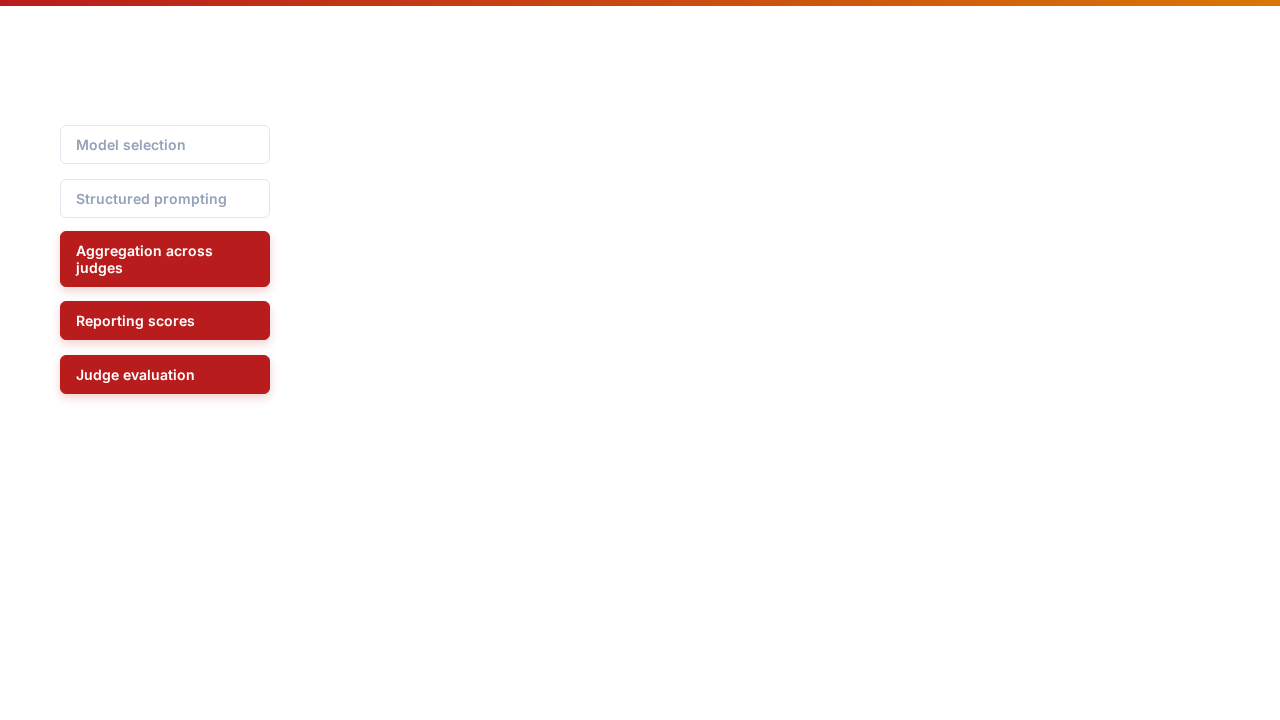 Model selection
Structured prompting
Aggregation across
judges
Reporting scores
Judge evaluation